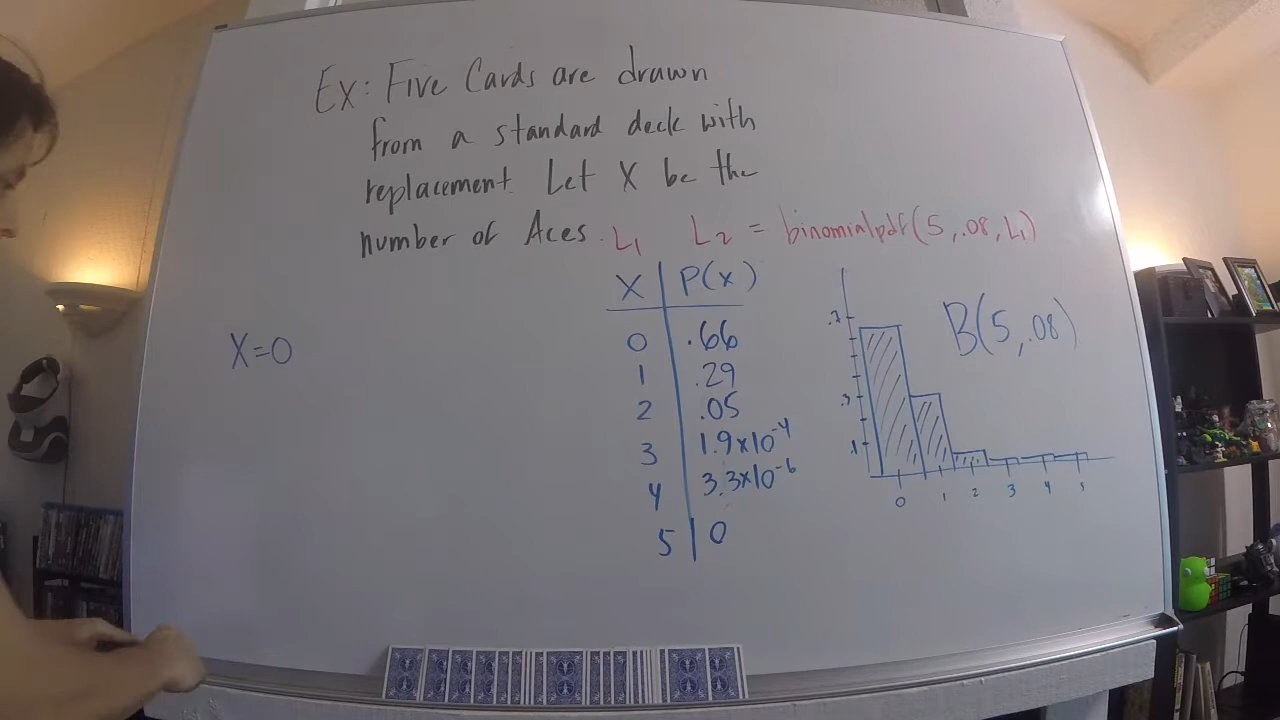 Ex: Five Cards are drawn
from a standard deck with
replacement. Let X be the
number of Aces.
L₁ L₂ = binomialpdf(5, .08, L₁)
X | P(x)
0 .66
1 .29
2 .05
3 1.9x10⁻⁴
4 3.3x10⁻⁶
5 0
X=0
B(5, .08)
.1
0 1 2 3 4 5